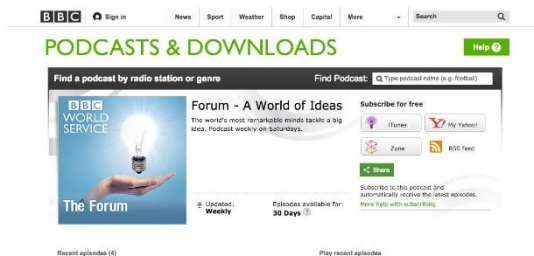 BBC Sign in News Sport Weather Shop Capital More Search
PODCASTS & DOWNLOADS
Help ?
Find a podcast by radio station or genre
Find Podcast: Type podcast name (e.g. football)
BBC
WORLD
SERVICE
The Forum
Forum - A World of Ideas
The world's most remarkable minds tackle a big
idea. Podcast weekly on Saturdays.
Updated:
Weekly
Episodes available for:
30 Days ?
Subscribe for free
iTunes
Y! My Yahoo!
Zune
RSS feed
Share
Subscribe to this podcast and
automatically receive the latest episodes.
More help with subscribing
Recent episodes (4)
Play recent episodes